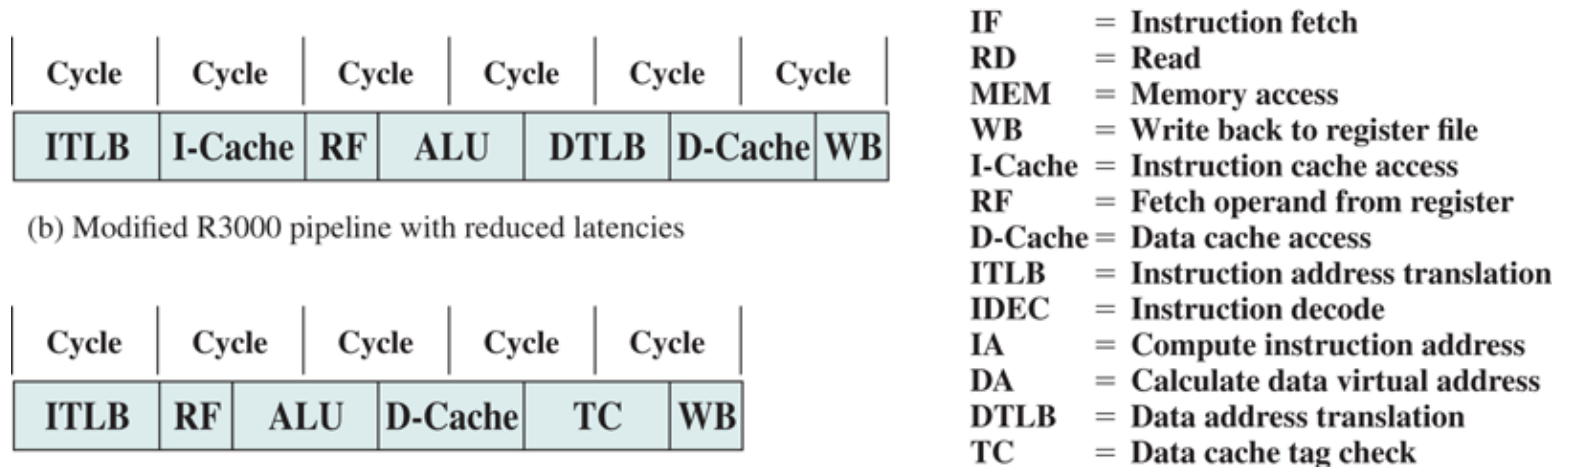 Cycle Cycle Cycle Cycle Cycle Cycle
ITLB I-Cache RF ALU DTLB D-Cache WB
(b) Modified R3000 pipeline with reduced latencies
Cycle Cycle Cycle Cycle Cycle
ITLB RF ALU D-Cache TC WB
IF = Instruction fetch
RD = Read
MEM = Memory access
WB = Write back to register file
I-Cache = Instruction cache access
RF = Fetch operand from register
D-Cache = Data cache access
ITLB = Instruction address translation
IDEC = Instruction decode
IA = Compute instruction address
DA = Calculate data virtual address
DTLB = Data address translation
TC = Data cache tag check